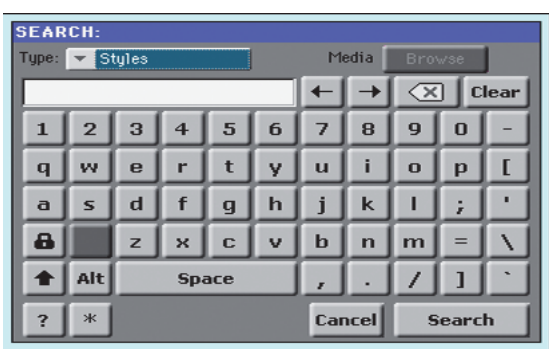 SEARCH:
Type: Styles Media Browse
← → ⌫ Clear
1 2 3 4 5 6 7 8 9 0 -
q w e r t y u i o p [
a s d f g h j k l ; '
z x c v b n m = \
↑ Alt Space , . / ] `
? * Cancel Search